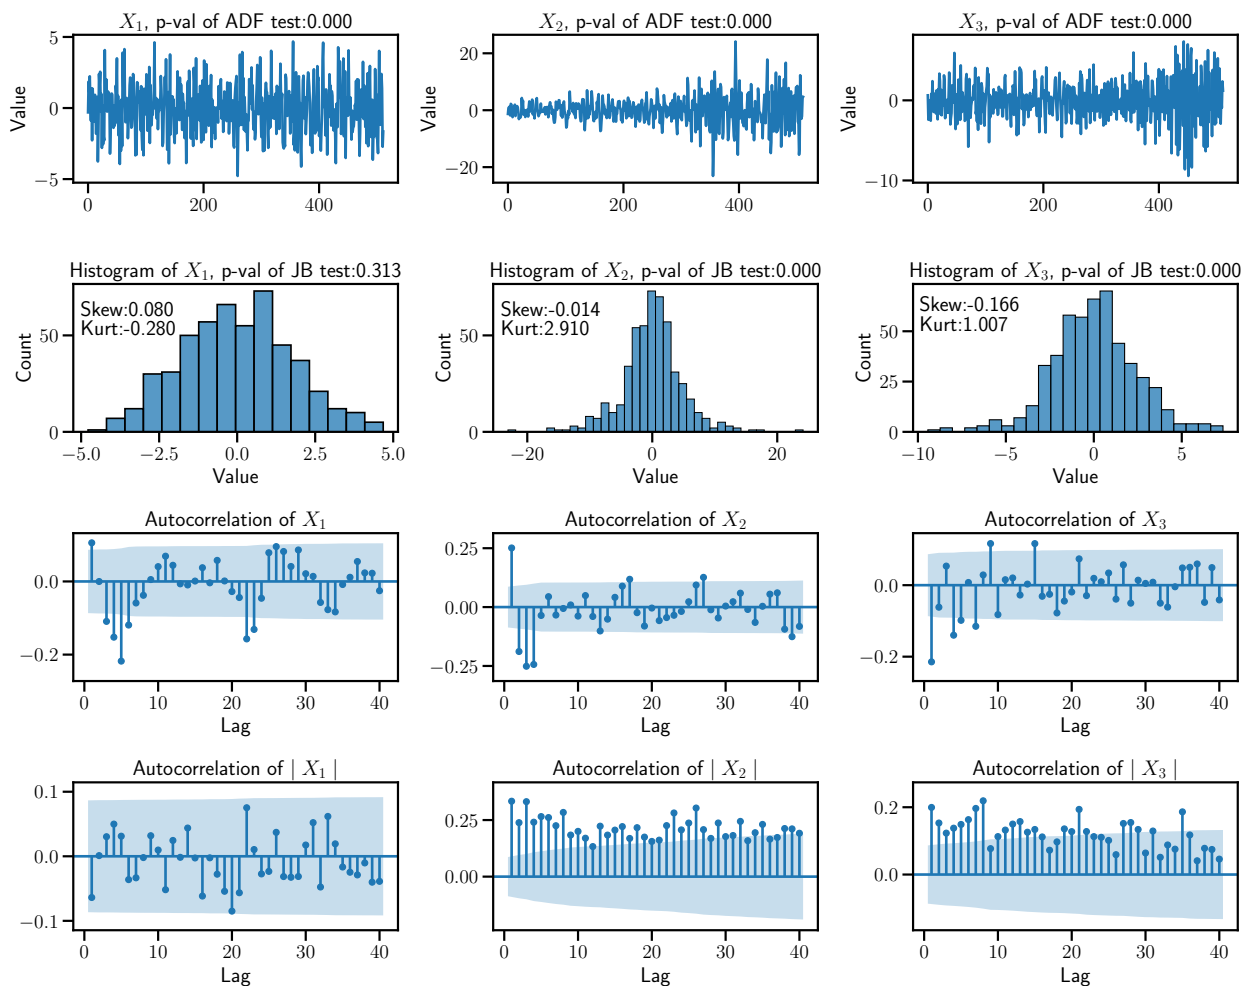 X₁, p-val of ADF test:0.000
X₂, p-val of ADF test:0.000
X₃, p-val of ADF test:0.000
Value
5
0
−5
0
200
400
Value
20
0
−20
0
200
400
Value
0
−10
0
200
400
Histogram of X₁, p-val of JB test:0.313
Histogram of X₂, p-val of JB test:0.000
Histogram of X₃, p-val of JB test:0.000
Skew:0.080
Kurt:-0.280
Count
50
0
−5.0
−2.5
0.0
2.5
5.0
Value
Skew:-0.014
Kurt:2.910
Count
50
0
−20
0
20
Value
Skew:-0.166
Kurt:1.007
Count
50
25
0
−10
−5
0
5
Value
Autocorrelation of X₁
Autocorrelation of X₂
Autocorrelation of X₃
0.0
−0.2
0
10
20
30
40
Lag
0.25
0.00
−0.25
0
10
20
30
40
Lag
0.0
−0.2
0
10
20
30
40
Lag
Autocorrelation of | X₁ |
Autocorrelation of | X₂ |
Autocorrelation of | X₃ |
0.1
0.0
−0.1
0
10
20
30
40
Lag
0.25
0.00
0
10
20
30
40
Lag
0.2
0.0
0
10
20
30
40
Lag